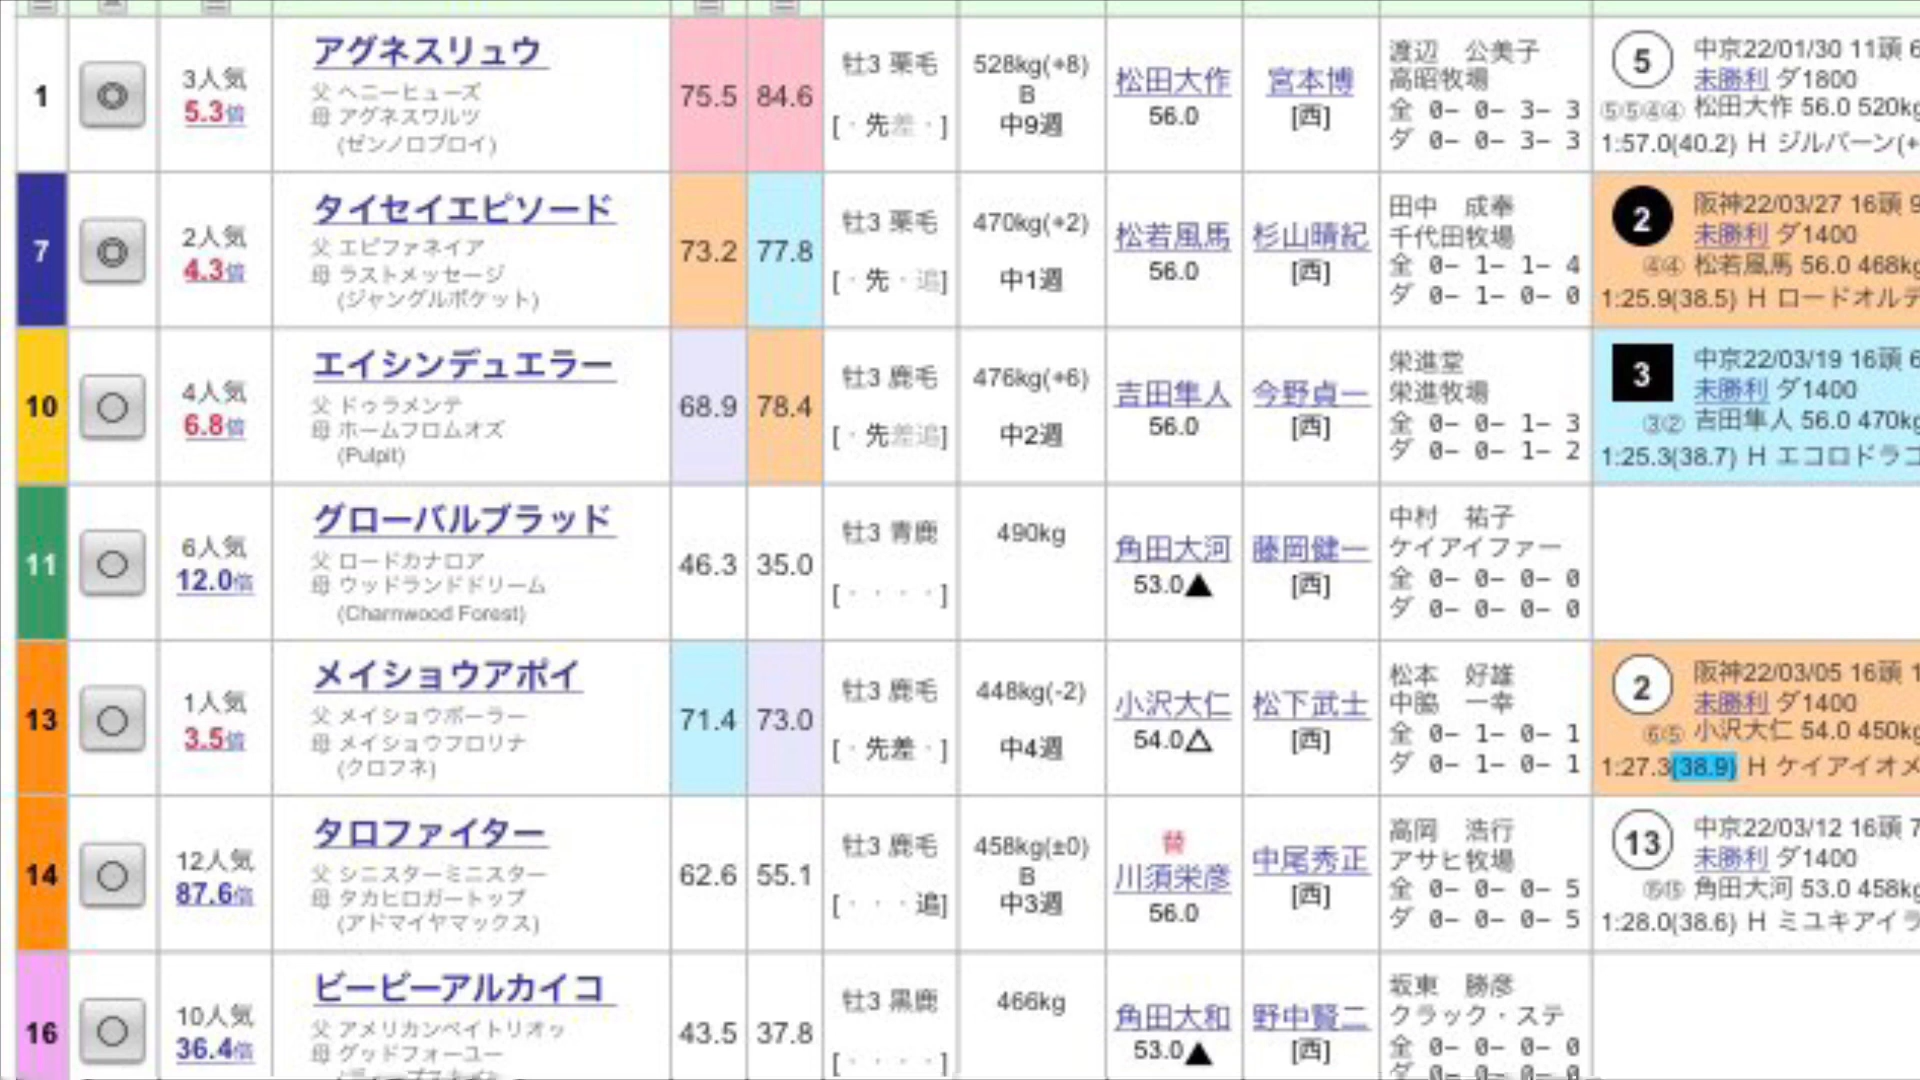 1
◎
3人気
5.3倍
アグネスリュウ
父 ヘニーヒューズ
母 アグネスワルツ
(ゼンノロブロイ)
75.5
84.6
牡3 栗毛
[・先差・]
528kg(+8)
B
中9週
松田大作
56.0
宮本博
[西]
渡辺 公美子
高昭牧場
全 0- 0- 3- 3
ダ 0- 0- 3- 3
5 中京22/01/30 11頭 6
未勝利 ダ1800
⑤⑤④④ 松田大作 56.0 520kg
1:57.0(40.2) H ジルバーン(+
7
◎
2人気
4.3倍
タイセイエピソード
父 エピファネイア
母 ラストメッセージ
(ジャングルポケット)
73.2
77.8
牡3 栗毛
[・先・追]
470kg(+2)
中1週
松若風馬
56.0
杉山晴紀
[西]
田中 成奉
千代田牧場
全 0- 1- 1- 4
ダ 0- 1- 0- 0
2 阪神22/03/27 16頭 9
未勝利 ダ1400
④④ 松若風馬 56.0 468kg
1:25.9(38.5) H ロードオルデ
10
○
4人気
6.8倍
エイシンデュエラー
父 ドゥラメンテ
母 ホームフロムオズ
(Pulpit)
68.9
78.4
牡3 鹿毛
[・先差追]
476kg(+6)
中2週
吉田隼人
56.0
今野貞一
[西]
栄進堂
栄進牧場
全 0- 0- 1- 3
ダ 0- 0- 1- 2
3 中京22/03/19 16頭 6
未勝利 ダ1400
③② 吉田隼人 56.0 470kg
1:25.3(38.7) H エコロドラコ
11
○
6人気
12.0倍
グローバルブラッド
父 ロードカナロア
母 ウッドランドドリーム
(Charnwood Forest)
46.3
35.0
牡3 青鹿
[・・・・]
490kg
角田大河
53.0▲
藤岡健一
[西]
中村 祐子
ケイアイファー
全 0- 0- 0- 0
ダ 0- 0- 0- 0
13
○
1人気
3.5倍
メイショウアポイ
父 メイショウボーラー
母 メイショウフロリナ
(クロフネ)
71.4
73.0
牡3 鹿毛
[・先差・]
448kg(-2)
中4週
小沢大仁
54.0△
松下武士
[西]
松本 好雄
中脇 一幸
全 0- 1- 0- 1
ダ 0- 1- 0- 1
2 阪神22/03/05 16頭 1
未勝利 ダ1400
⑥⑤ 小沢大仁 54.0 450kg
1:27.3(38.9) H ケイアイオメ
14
○
12人気
87.6倍
タロファイター
父 シニスターミニスター
母 タカヒロガートップ
(アドマイヤマックス)
62.6
55.1
牡3 鹿毛
[・・・追]
458kg(±0)
B
中3週
替
川須栄彦
56.0
中尾秀正
[西]
高岡 浩行
アサヒ牧場
全 0- 0- 0- 5
ダ 0- 0- 0- 5
13 中京22/03/12 16頭 7
未勝利 ダ1400
⑮⑮ 角田大河 53.0 458kg
1:28.0(38.6) H ミユキアイラ
16
○
10人気
36.4倍
ビービーアルカイコ
父 アメリカンペイトリオッ
母 グッドフォーユー
43.5
37.8
牡3 黒鹿
[・・・・]
466kg
角田大和
53.0▲
野中賢二
[西]
坂東 勝彦
クラック・ステ
全 0- 0- 0- 0
ダ 0- 0- 0- 0